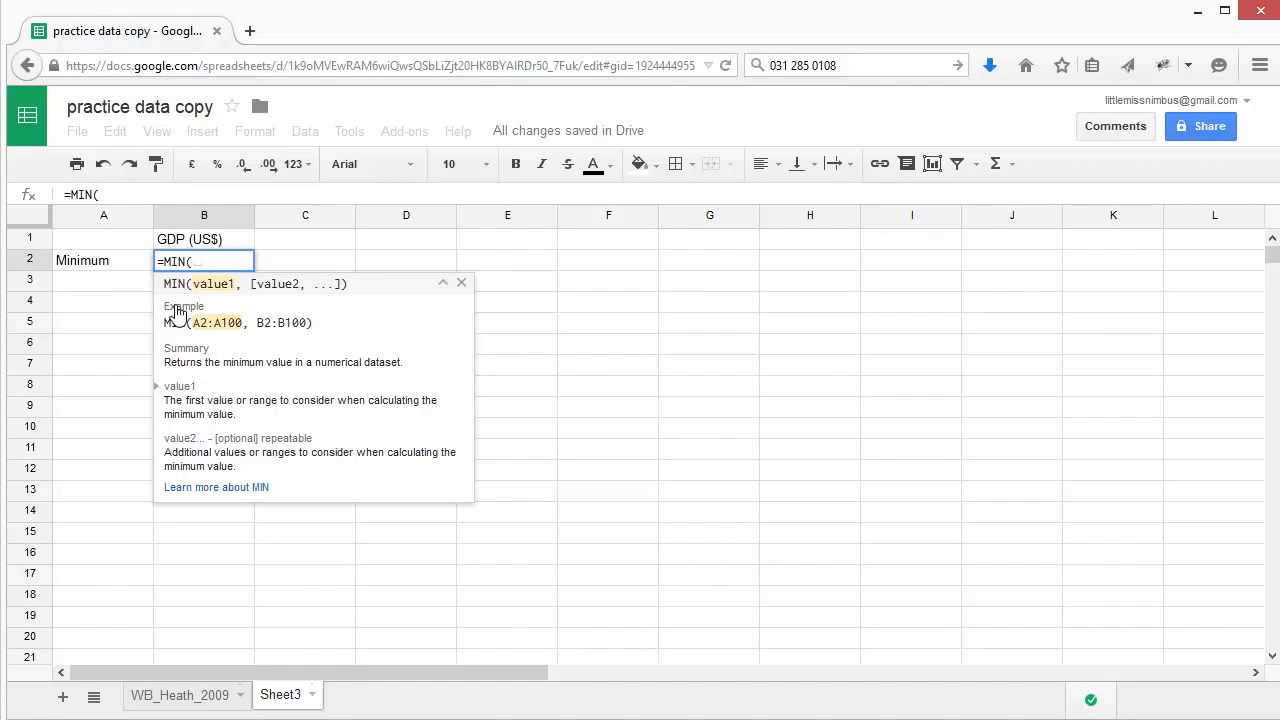 practice data copy - Googl...
https://docs.google.com/spreadsheets/d/1k9oMVEwRAM6wiQwsQSbLiZjt20HK8BYAIRDr50_7Fuk/edit#gid=1924444955
031 285 0108
practice data copy
littlemissnimbus@gmail.com
File Edit View Insert Format Data Tools Add-ons Help All changes saved in Drive
Comments Share
£ % .0 .00 123 Arial 10 B I S A Σ
fx =MIN(
A B C D E F G H I J K L
1 GDP (US$)
2 Minimum =MIN(
3 MIN(value1, [value2, ...])
4 Example
5 (A2:A100, B2:B100)
6 Summary
7 Returns the minimum value in a numerical dataset.
8 value1
9 The first value or range to consider when calculating the
minimum value.
10 value2... - [optional] repeatable
11 Additional values or ranges to consider when calculating the
12 minimum value.
13 Learn more about MIN
14
15
16
17
18
19
20
21
WB_Heath_2009 Sheet3